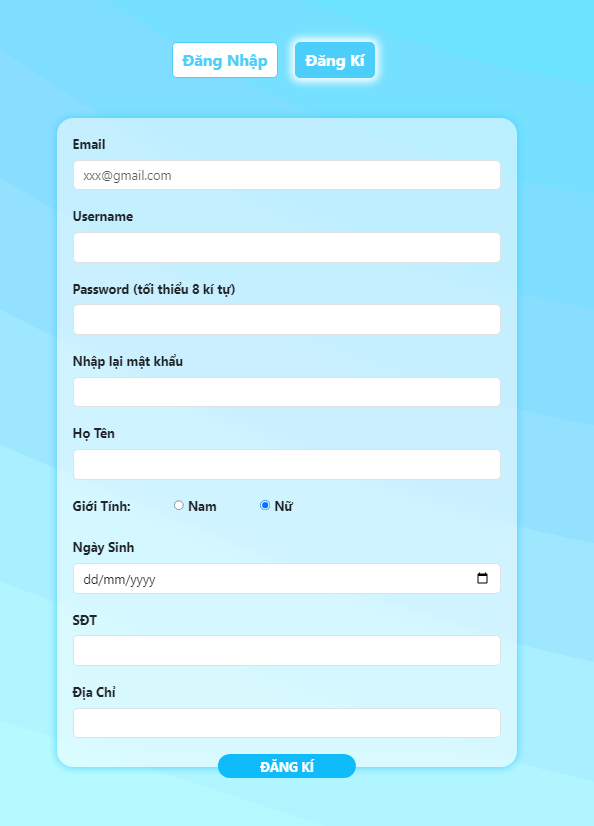 Đăng Nhập Đăng Kí
Email
xxx@gmail.com
Username
Password (tối thiểu 8 kí tự)
Nhập lại mật khẩu
Họ Tên
Giới Tính: Nam Nữ
Ngày Sinh
dd/mm/yyyy
SĐT
Địa Chỉ
ĐĂNG KÍ